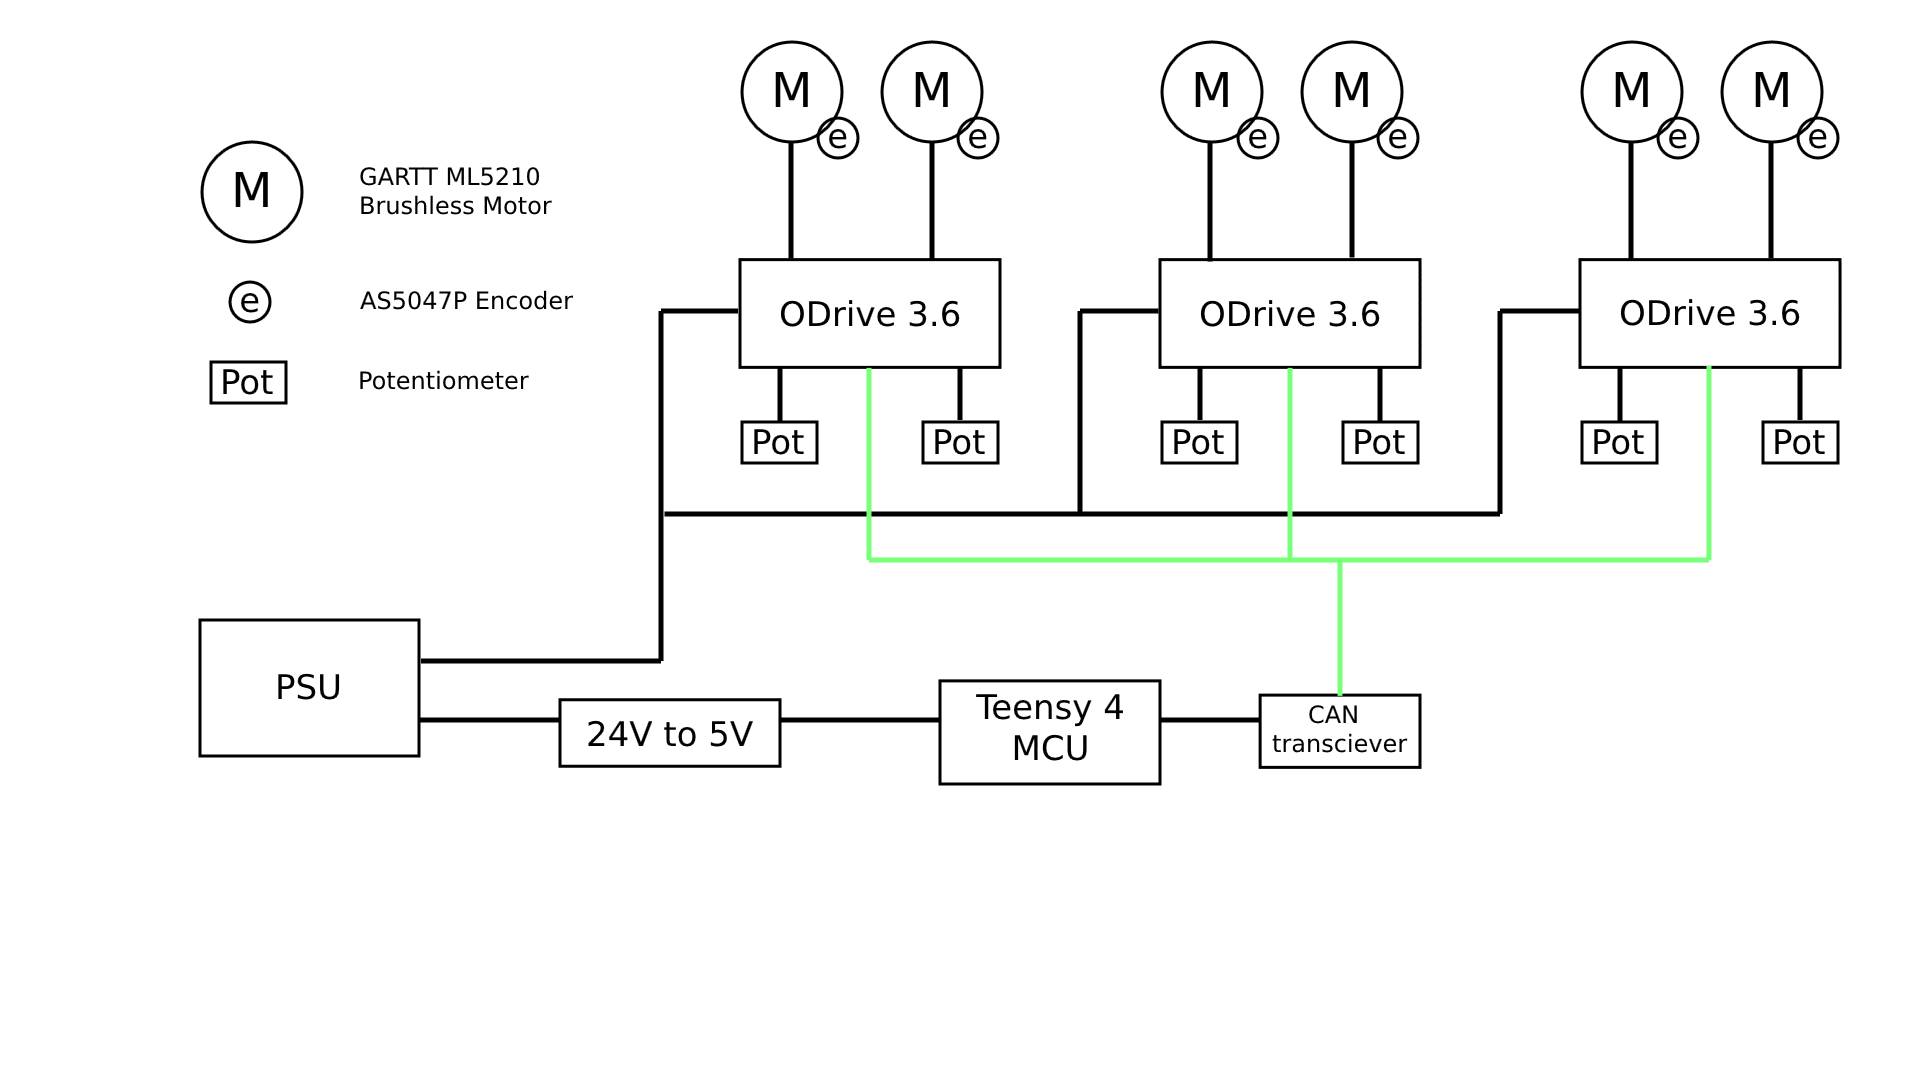 M M M M M M
e e e e e e
M
GARTT ML5210
Brushless Motor
e
AS5047P Encoder
Pot
Potentiometer
ODrive 3.6
ODrive 3.6
ODrive 3.6
Pot Pot Pot Pot Pot Pot
PSU
24V to 5V
Teensy 4
MCU
CAN
transciever